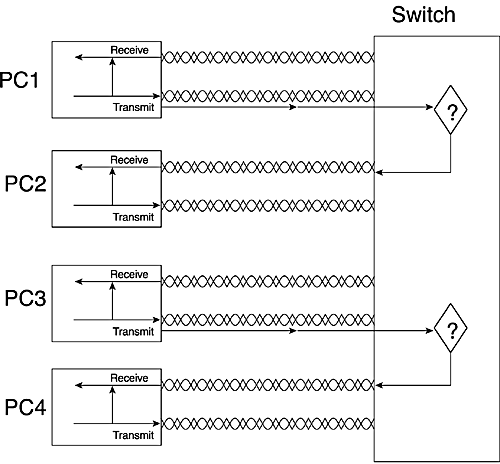 Switch
PC1
Receive
Transmit
?
PC2
Receive
Transmit
PC3
Receive
Transmit
?
PC4
Receive
Transmit